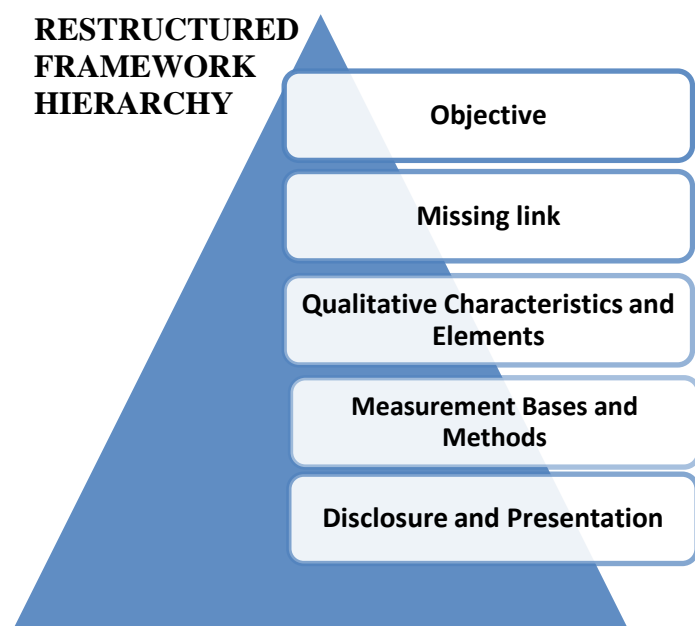 RESTRUCTURED
FRAMEWORK
HIERARCHY
Objective
Missing link
Qualitative Characteristics and
Elements
Measurement Bases and
Methods
Disclosure and Presentation